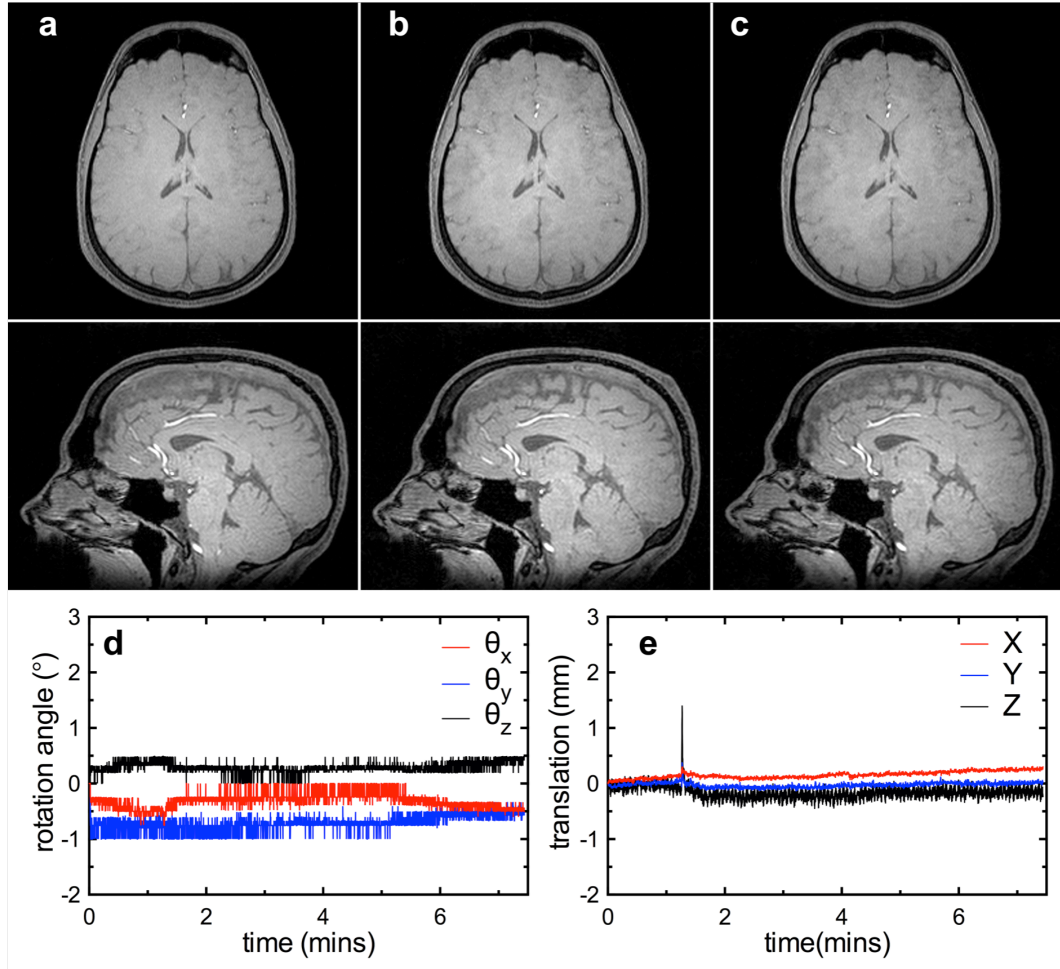 a b c
d
3
2
1
0
-1
-2
rotation angle (°)
θx
θy
θz
0 2 4 6
time (mins)
e
3
2
1
0
-1
-2
translation (mm)
X
Y
Z
0 2 4 6
time(mins)